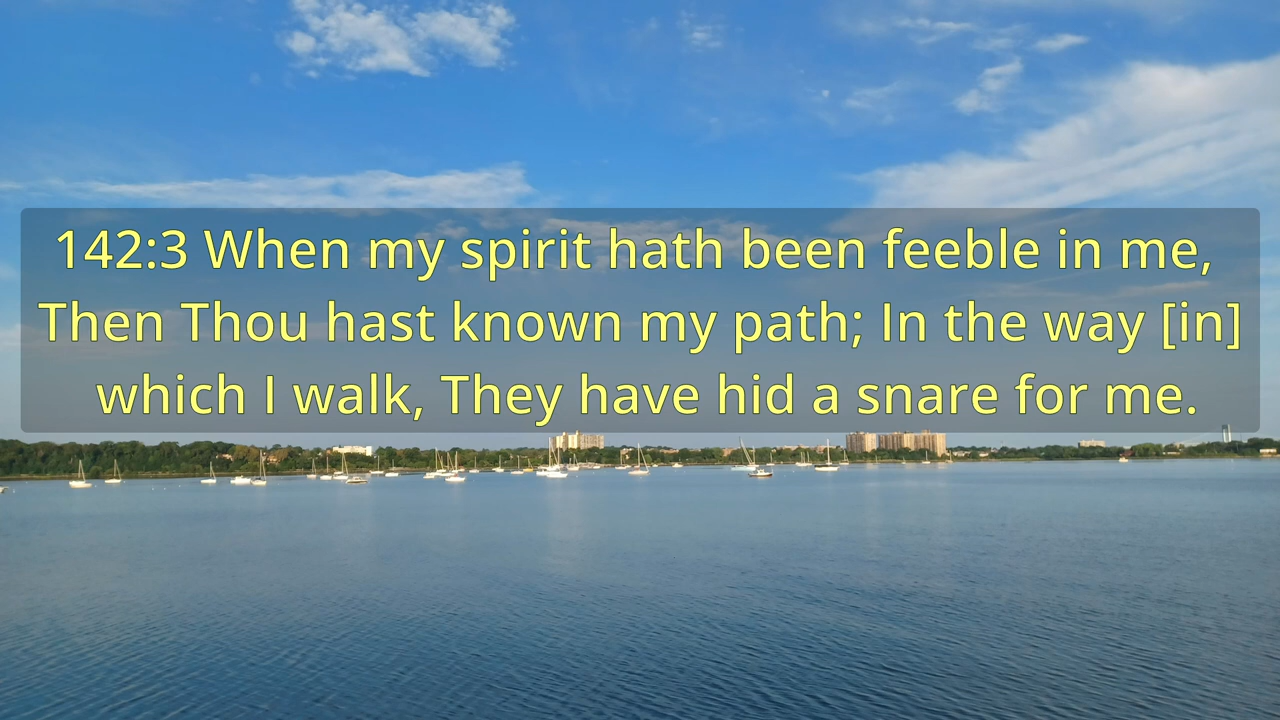 142:3 When my spirit hath been feeble in me,
Then Thou hast known my path; In the way [in]
which I walk, They have hid a snare for me.